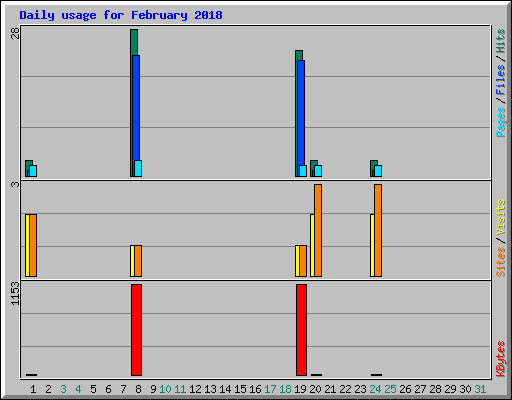 Daily usage for February 2018
28
3
1153
Pages/Files/Hits
Sites/Visits
KBytes
1 2 3 4 5 6 7 8 9 10 11 12 13 14 15 16 17 18 19 20 21 22 23 24 25 26 27 28 29 30 31